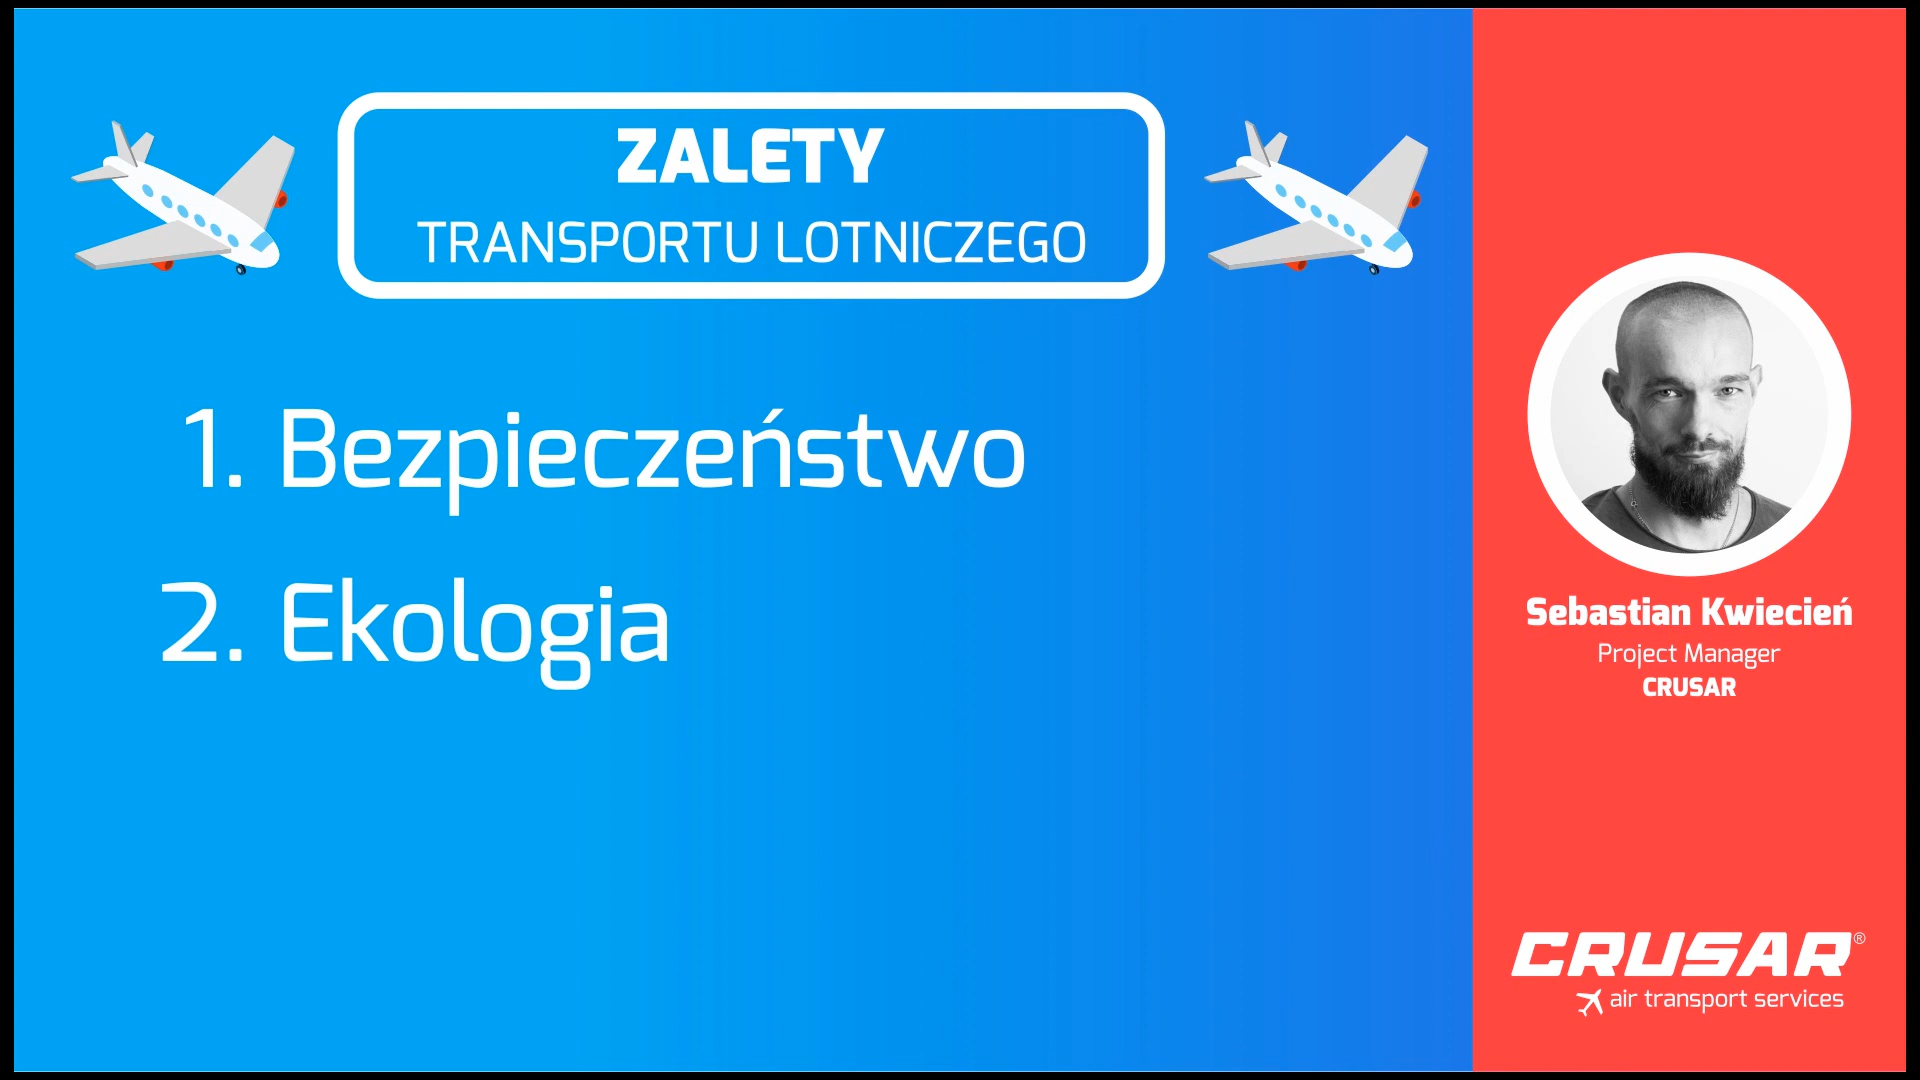 ZALETY
TRANSPORTU LOTNICZEGO
1. Bezpieczeństwo
2. Ekologia
Sebastian Kwiecień
Project Manager
CRUSAR
CRUSAR®
air transport services